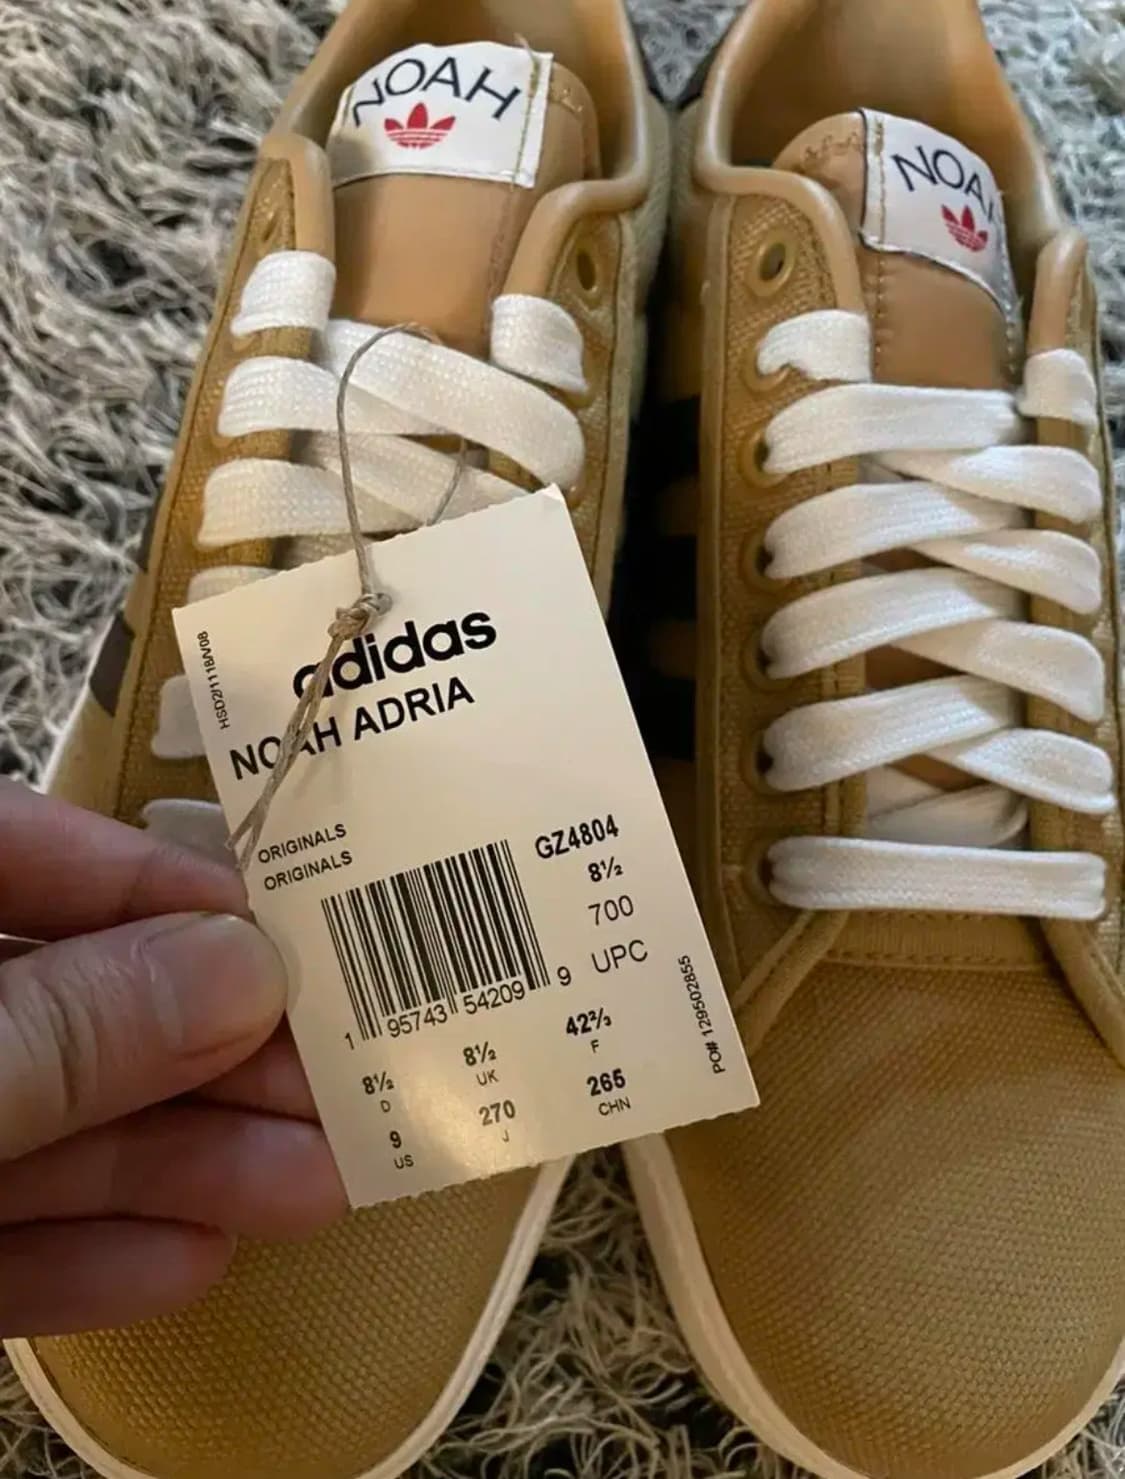 NOAH
NOA
HSD2/1118/V08
adidas
NOAH ADRIA
ORIGINALS
ORIGINALS
GZ4804
8½
700
UPC
1 95743 54209 9
8½ D
8½ UK
42⅔ F
9 US
270 J
265 CHN
PO# 129502855